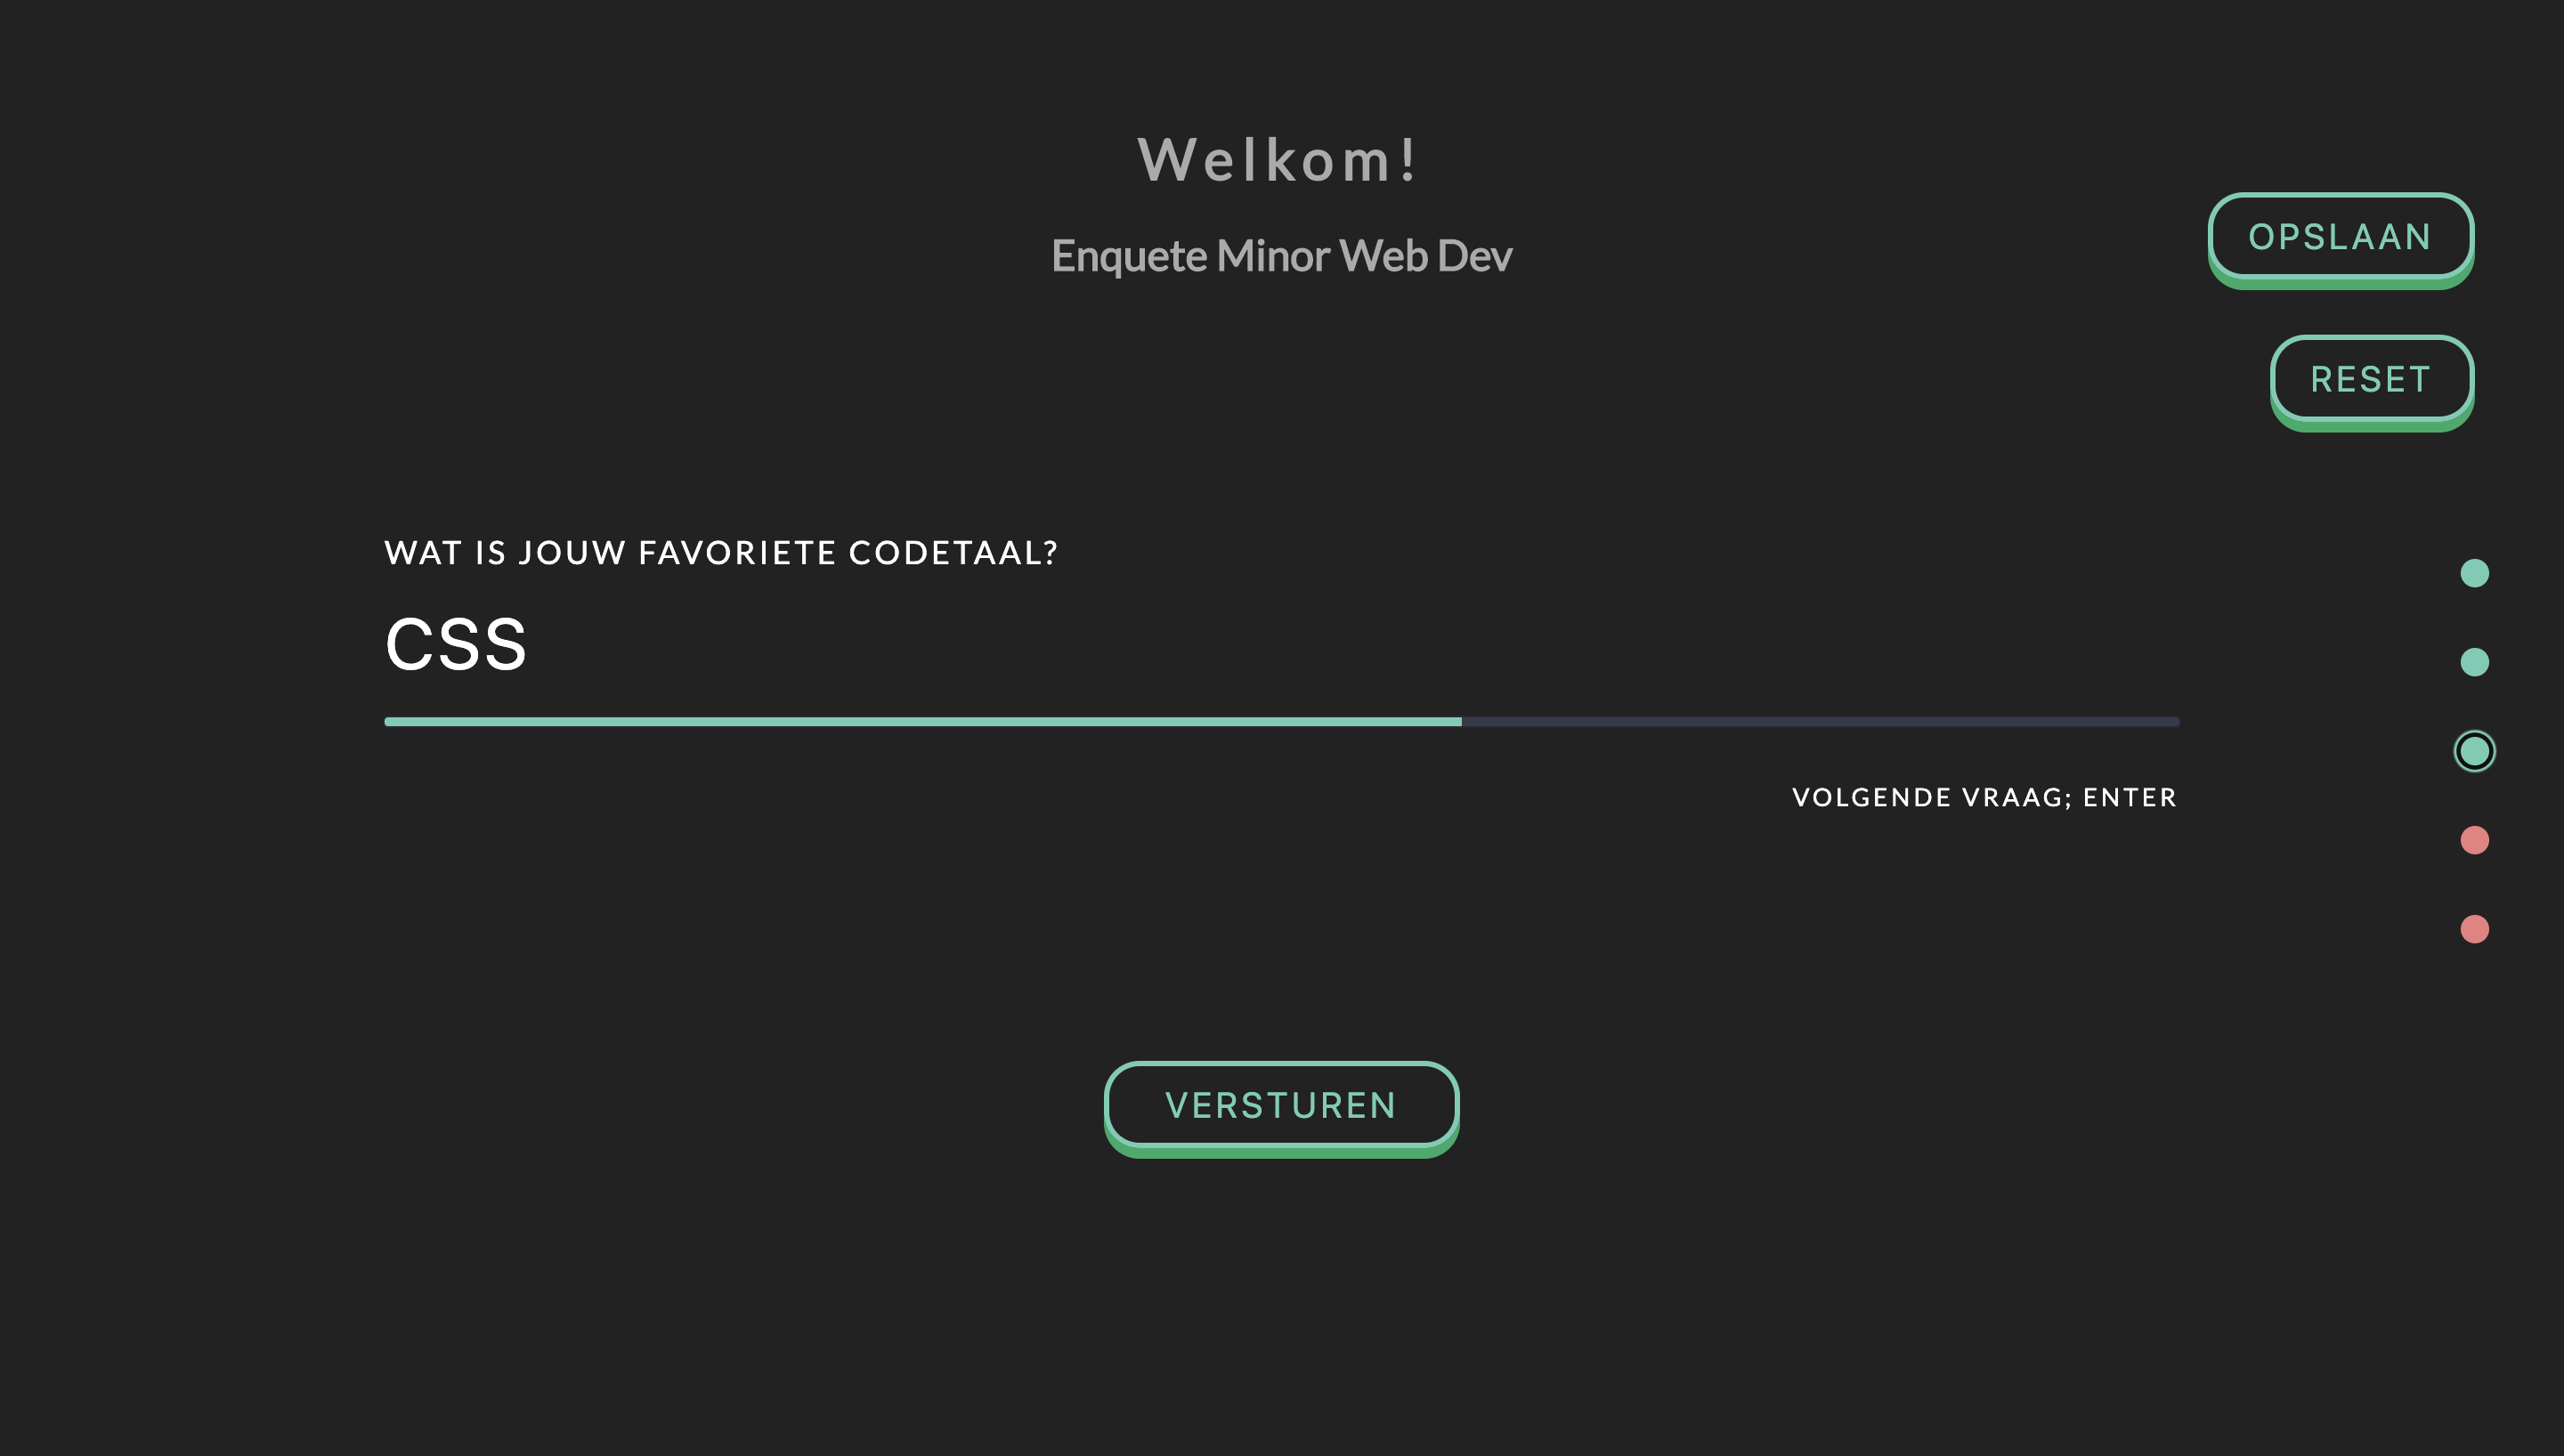 Welkom!
Enquete Minor Web Dev
OPSLAAN
RESET
WAT IS JOUW FAVORIETE CODETAAL?
CSS
VOLGENDE VRAAG; ENTER
VERSTUREN